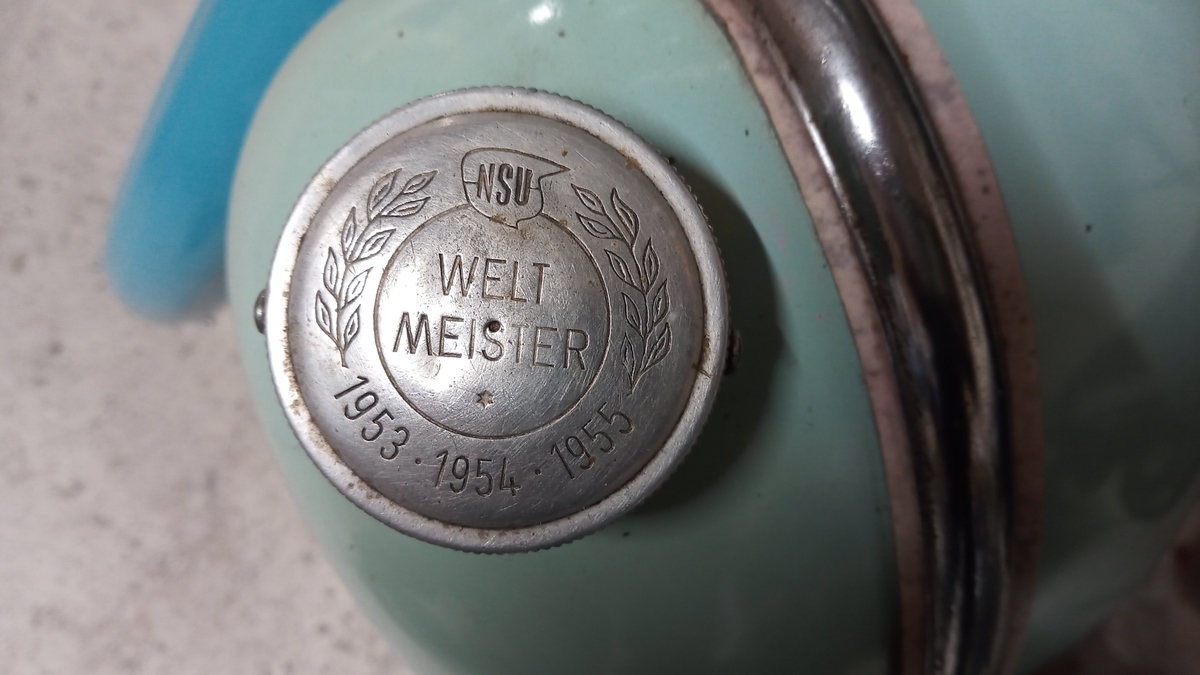 NSU
WELT
MEISTER
1953 · 1954 · 1955